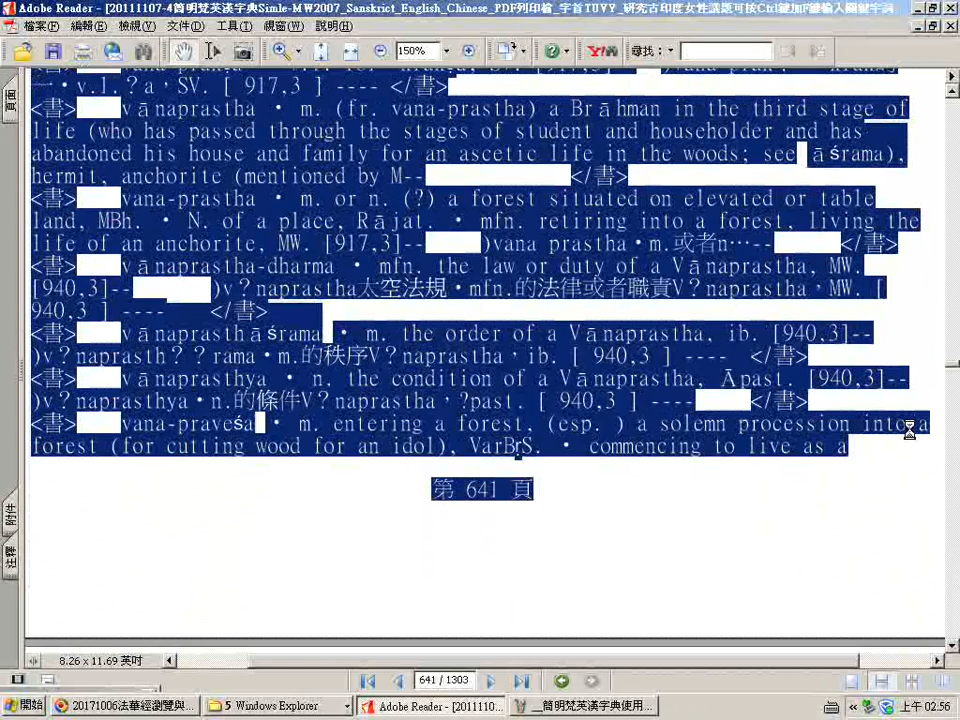 Adobe Reader - [20111107-4簡明梵英漢字典Simle-MW2007_Sanskrict_English_Chinese_PDF列印檔_字首TUVY_研究古印度女性議題可按Ctrl鍵加F鍵輸入關鍵字詞
檔案(F) 編輯(E) 檢視(V) 文件(D) 工具(T) 視窗(W) 說明(H)
150% 尋找：
一，v.l.？a，SV. [ 917,3 ] ---- </書>
<書> vānaprastha • m. (fr. vana-prastha) a Brāhman in the third stage of
life (who has passed through the stages of student and householder and has
abandoned his house and family for an ascetic life in the woods; see āśrama),
hermit, anchorite (mentioned by M-- </書>
<書> vana-prastha • m. or n. (?) a forest situated on elevated or table
land, MBh. • N. of a place, Rājat. • mfn. retiring into a forest, living the
life of an anchorite, MW. [917,3]-- )vana prastha•m.或者n…-- </書>
<書> vānaprastha-dharma • mfn. the law or duty of a Vānaprastha, MW.
[940,3]-- )v？naprastha太空法規•mfn.的法律或者職責V？naprastha，MW. [
940,3 ] ---- </書>
<書> vānaprasthāśrama • m. the order of a Vānaprastha, ib. [940,3]--
)v？naprasth？？rama•m.的秩序V？naprastha，ib. [ 940,3 ] ---- </書>
<書> vānaprasthya • n. the condition of a Vānaprastha, Āpast. [940,3]--
)v？naprasthya•n.的條件V？naprastha，?past. [ 940,3 ] ---- </書>
<書> vana-praveśa • m. entering a forest, (esp. ) a solemn procession into a
forest (for cutting wood for an idol), VarBṛS. • commencing to live as a
第 641 頁
頁面
附件
注釋
8.26 x 11.69 英吋
641 / 1303
開始 20171006法華經瀏覽與... 5 Windows Explorer Adobe Reader - [2011110... __簡明梵英漢字典使用... 上午 02:56